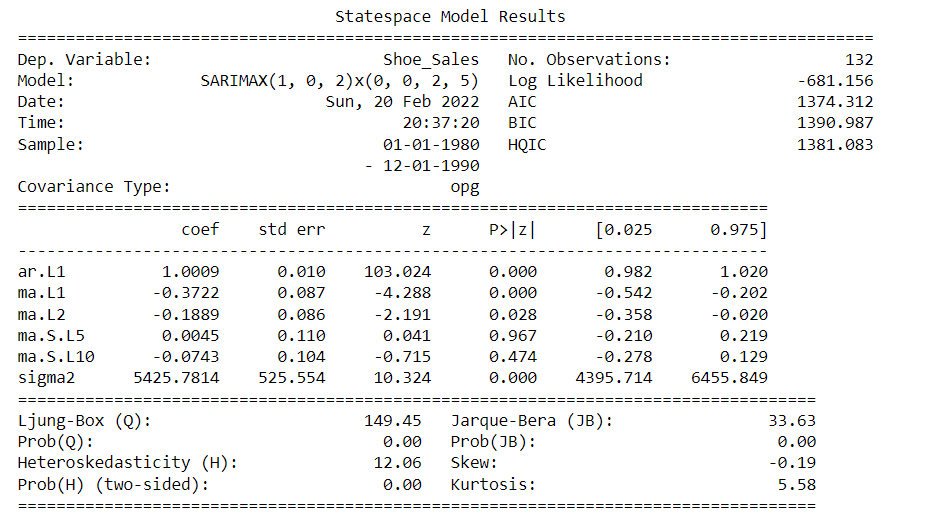 Statespace Model Results
==============================================================================
Dep. Variable: Shoe_Sales No. Observations: 132
Model: SARIMAX(1, 0, 2)x(0, 0, 2, 5) Log Likelihood -681.156
Date: Sun, 20 Feb 2022 AIC 1374.312
Time: 20:37:20 BIC 1390.987
Sample: 01-01-1980 HQIC 1381.083
- 12-01-1990
Covariance Type: opg
==============================================================================
coef std err z P>|z| [0.025 0.975]
------------------------------------------------------------------------------
ar.L1 1.0009 0.010 103.024 0.000 0.982 1.020
ma.L1 -0.3722 0.087 -4.288 0.000 -0.542 -0.202
ma.L2 -0.1889 0.086 -2.191 0.028 -0.358 -0.020
ma.S.L5 0.0045 0.110 0.041 0.967 -0.210 0.219
ma.S.L10 -0.0743 0.104 -0.715 0.474 -0.278 0.129
sigma2 5425.7814 525.554 10.324 0.000 4395.714 6455.849
==============================================================================
Ljung-Box (Q): 149.45 Jarque-Bera (JB): 33.63
Prob(Q): 0.00 Prob(JB): 0.00
Heteroskedasticity (H): 12.06 Skew: -0.19
Prob(H) (two-sided): 0.00 Kurtosis: 5.58
==============================================================================